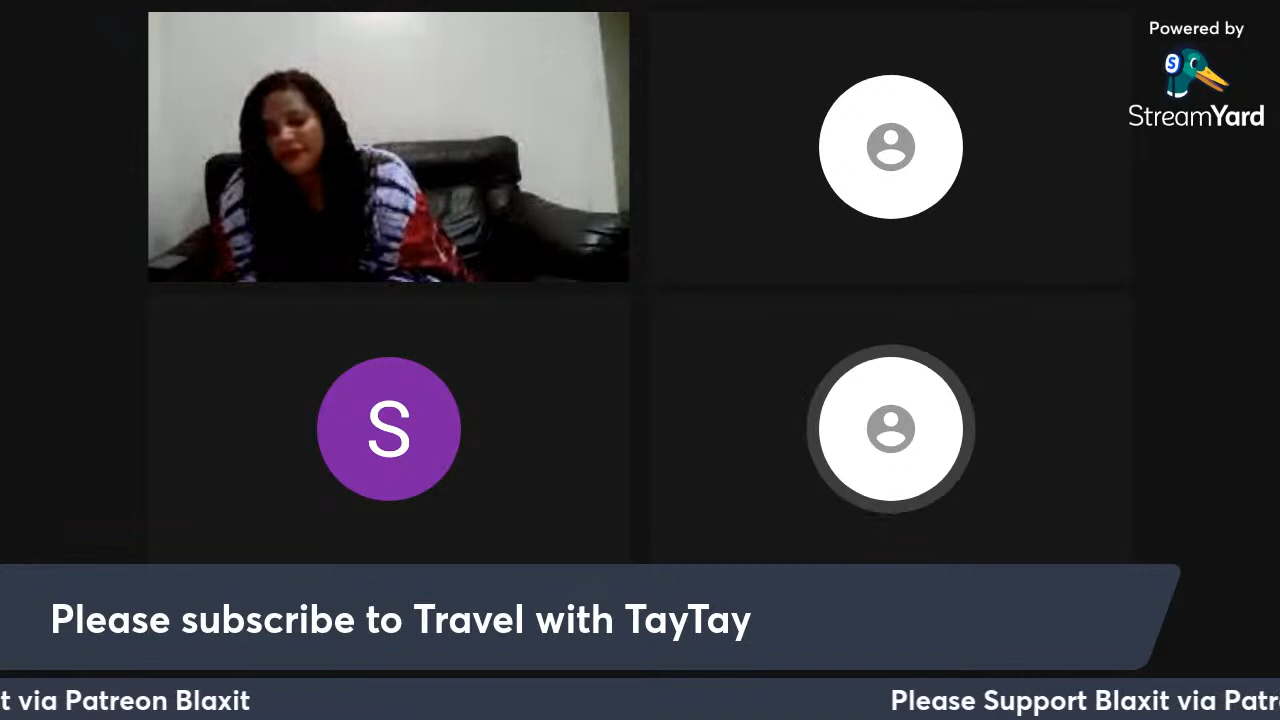 Powered by
S
StreamYard
S
Please subscribe to Travel with TayTay
t via Patreon Blaxit
Please Support Blaxit via Patr